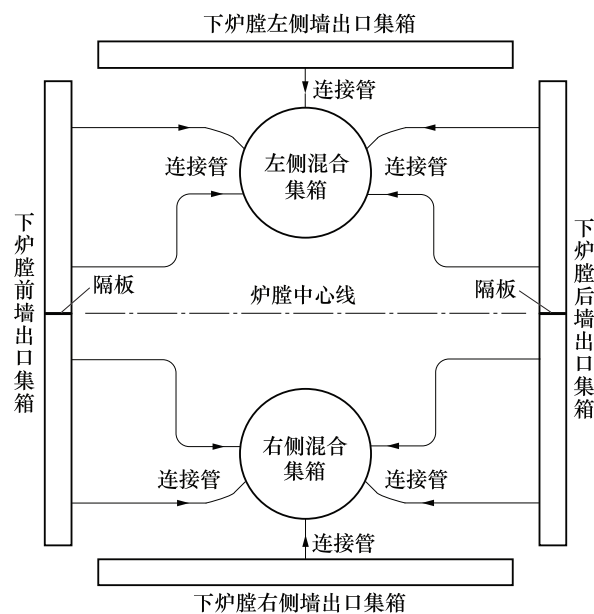 下炉膛左侧墙出口集箱
连接管
左侧混合
集箱
连接管
连接管
下炉膛前墙出口集箱
隔板
炉膛中心线
隔板
下炉膛后墙出口集箱
右侧混合
集箱
连接管
连接管
连接管
下炉膛右侧墙出口集箱